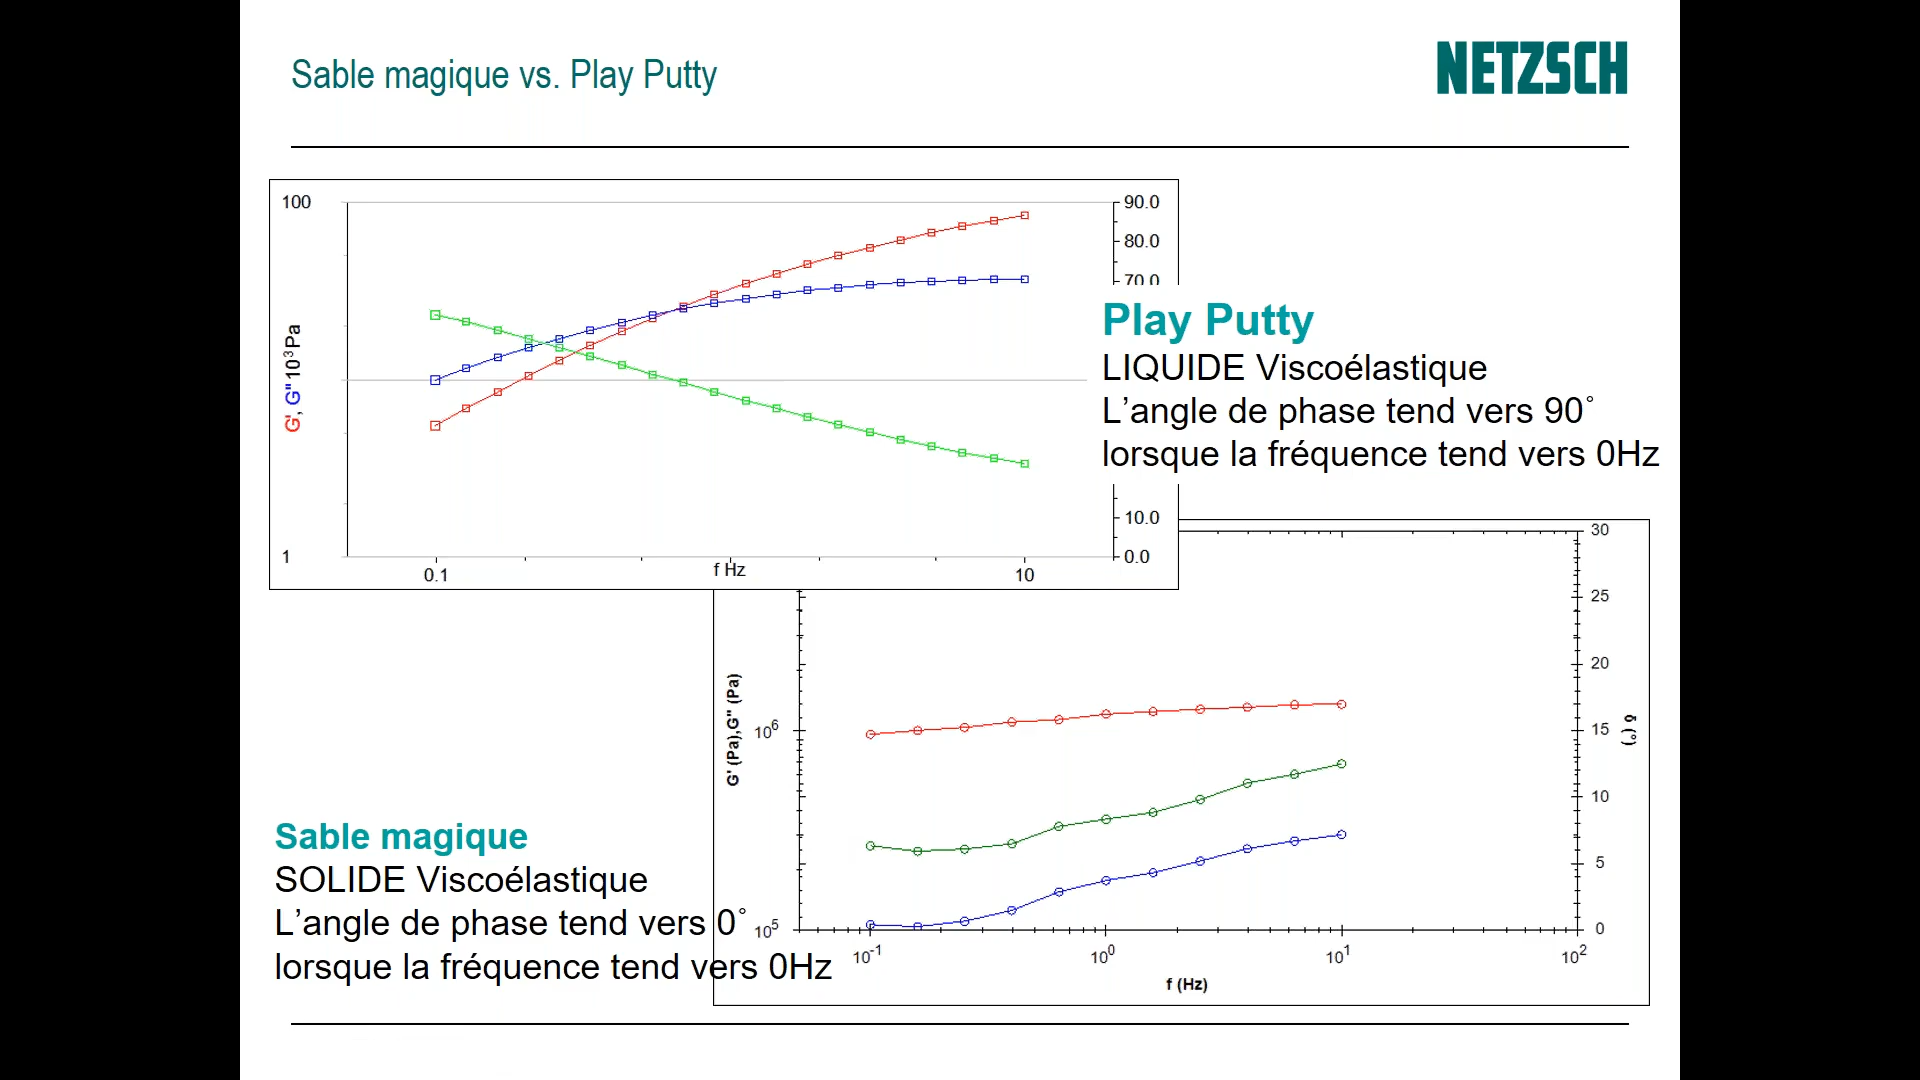 Sable magique vs. Play Putty
NETZSCH
100
1
G', G'' 10³ Pa
0.1
f Hz
10
90.0
80.0
70.0
10.0
0.0
Play Putty
LIQUIDE Viscoélastique
L’angle de phase tend vers 90˚
lorsque la fréquence tend vers 0Hz
Sable magique
SOLIDE Viscoélastique
L’angle de phase tend vers 0˚
lorsque la fréquence tend vers 0Hz
G' (Pa),G'' (Pa)
10⁶
10⁵
10⁻¹
10⁰
10¹
10²
f (Hz)
30
25
20
15
10
5
0
δ (°)